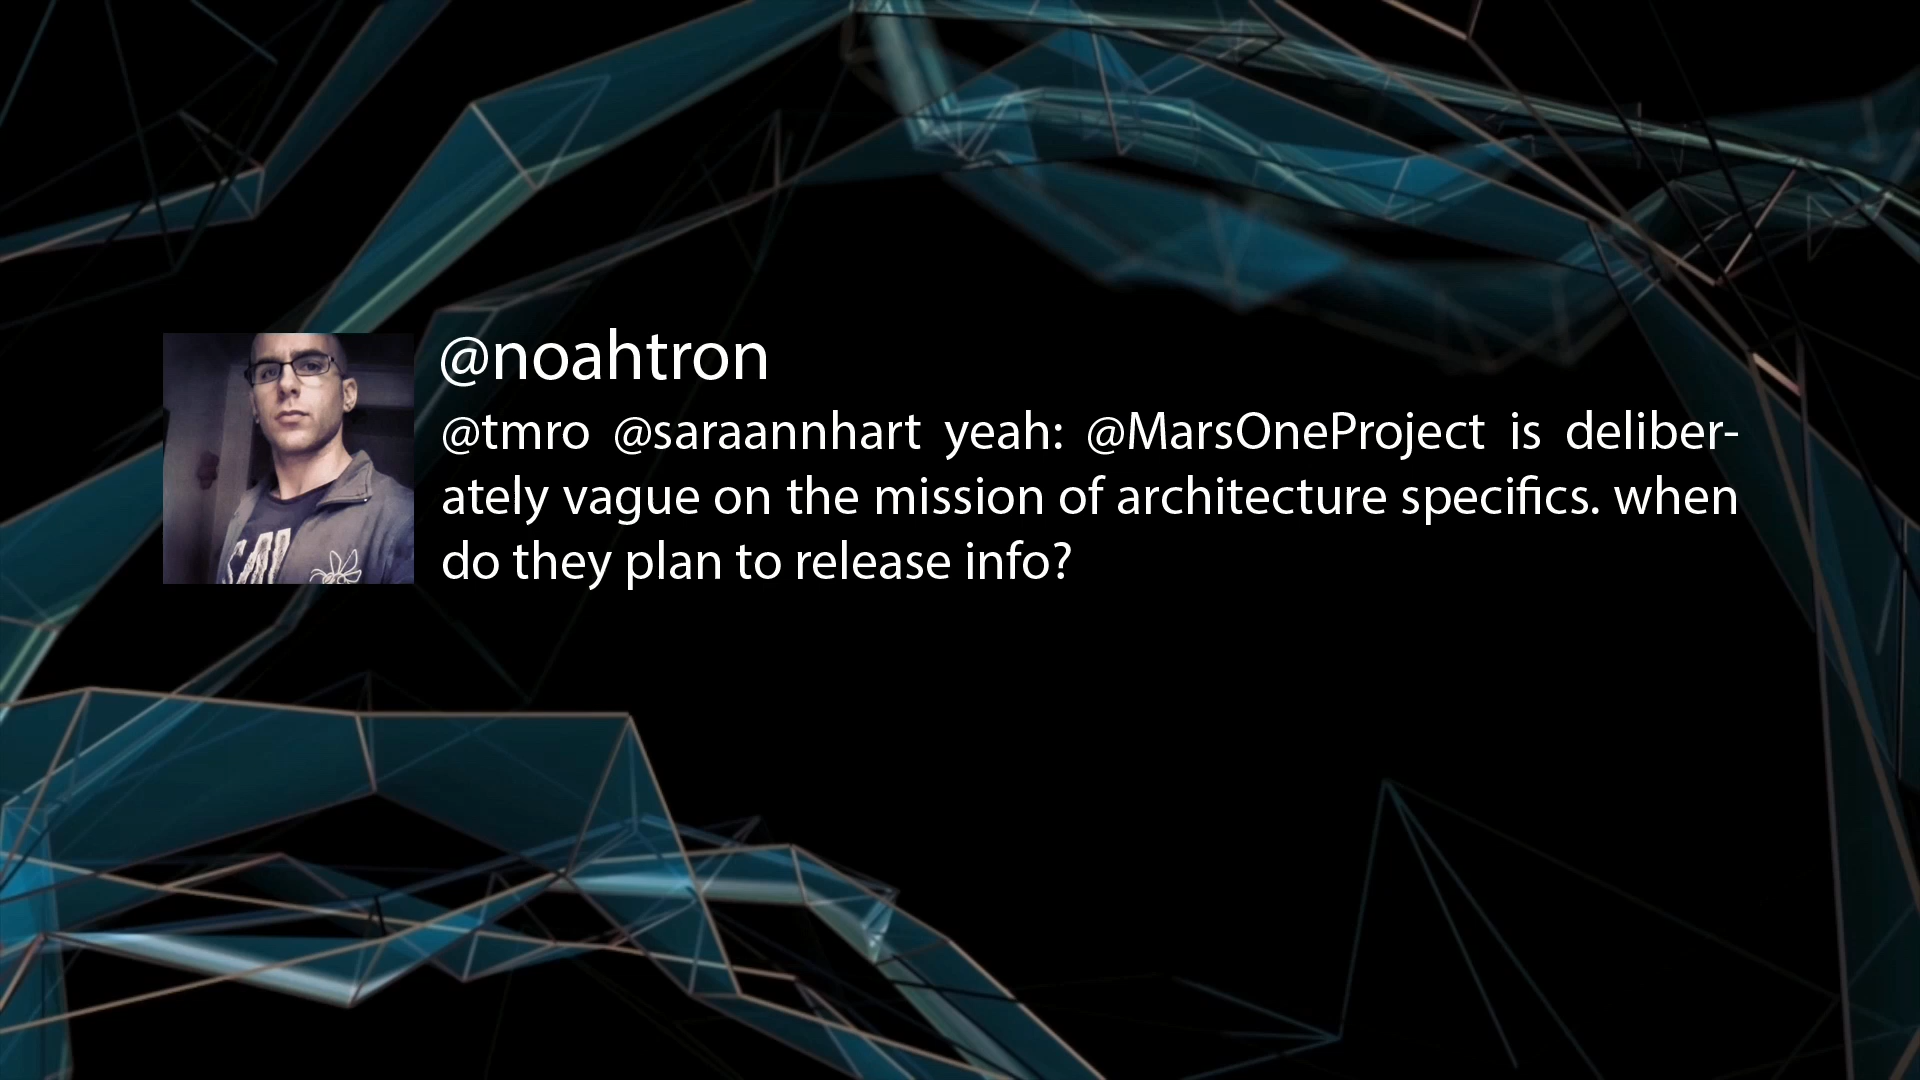 @noahtron
@tmro @saraannhart yeah: @MarsOneProject is deliber-
ately vague on the mission of architecture specifics. when
do they plan to release info?